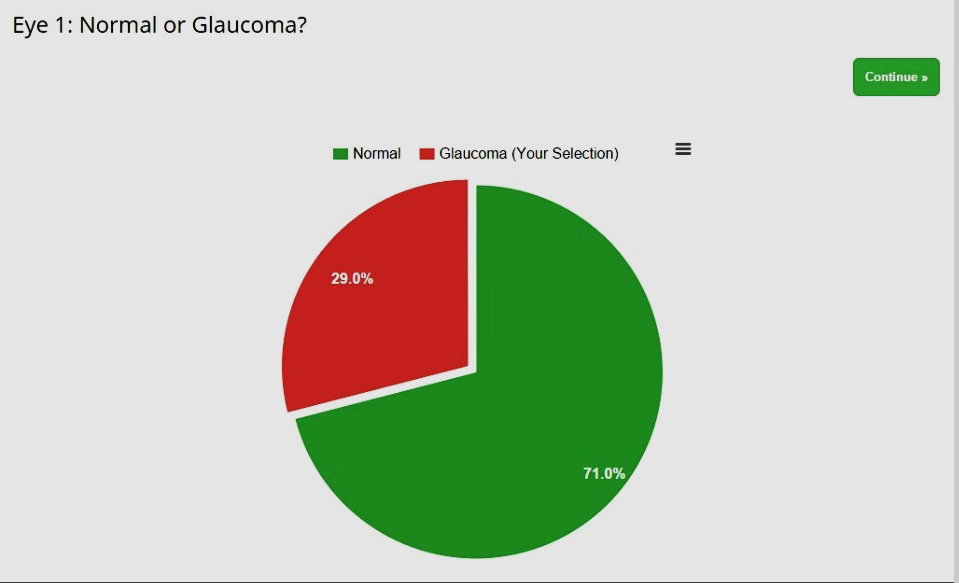 Eye 1: Normal or Glaucoma?
Continue »
Normal Glaucoma (Your Selection)
29.0%
71.0%